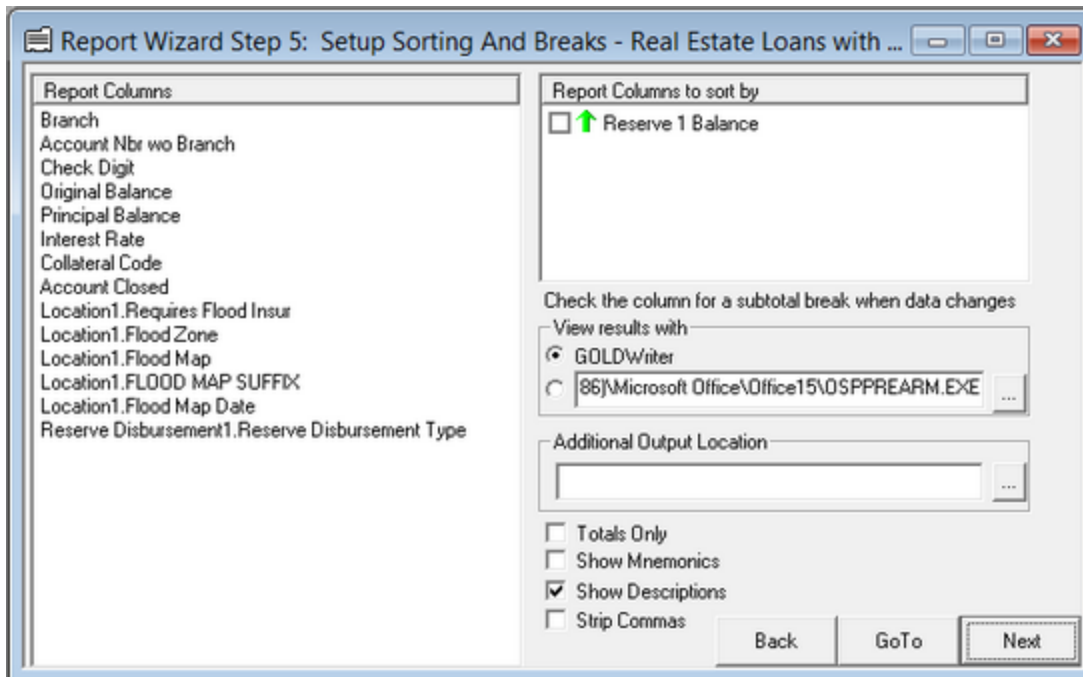 Report Wizard Step 5: Setup Sorting And Breaks - Real Estate Loans with ...
Report Columns
Branch
Account Nbr wo Branch
Check Digit
Original Balance
Principal Balance
Interest Rate
Collateral Code
Account Closed
Location1.Requires Flood Insur
Location1.Flood Zone
Location1.Flood Map
Location1.FLOOD MAP SUFFIX
Location1.Flood Map Date
Reserve Disbursement1.Reserve Disbursement Type
Report Columns to sort by
Reserve 1 Balance
Check the column for a subtotal break when data changes
View results with
GOLDWriter
86)\Microsoft Office\Office15\OSPPREARM.EXE
...
Additional Output Location
...
Totals Only
Show Mnemonics
Show Descriptions
Strip Commas
Back GoTo Next